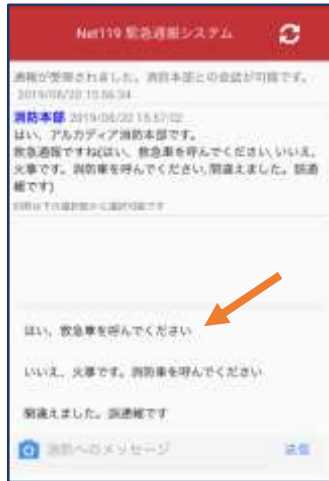 Net119 緊急通報システム
通報が受理されました。消防本部との会話が可能です。
2019/08/20 15:56:34
消防本部 2019/08/20 15:57:02
はい、アルカディア消防本部です。
救急通報ですね(はい、救急車を呼んでください,いいえ、
火事です。消防車を呼んでください,間違えました。誤通
報です)
はい、救急車を呼んでください
いいえ、火事です。消防車を呼んでください
間違えました。誤通報です
消防へのメッセージ
送信